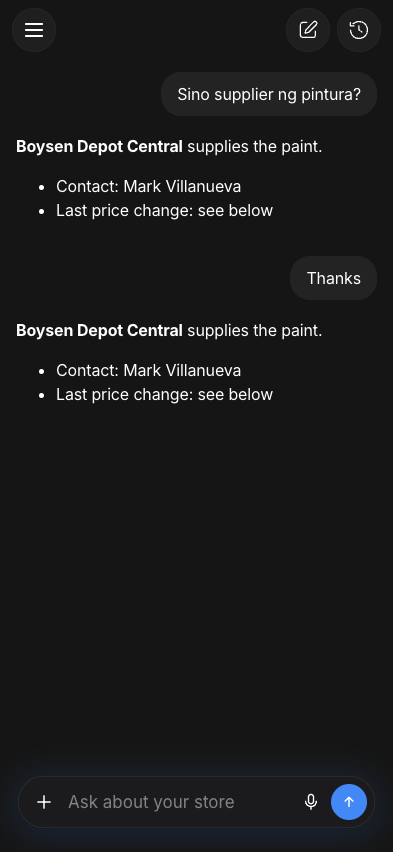 Sino supplier ng pintura?
Boysen Depot Central supplies the paint.
• Contact: Mark Villanueva
• Last price change: see below
Thanks
Boysen Depot Central supplies the paint.
• Contact: Mark Villanueva
• Last price change: see below
Ask about your store